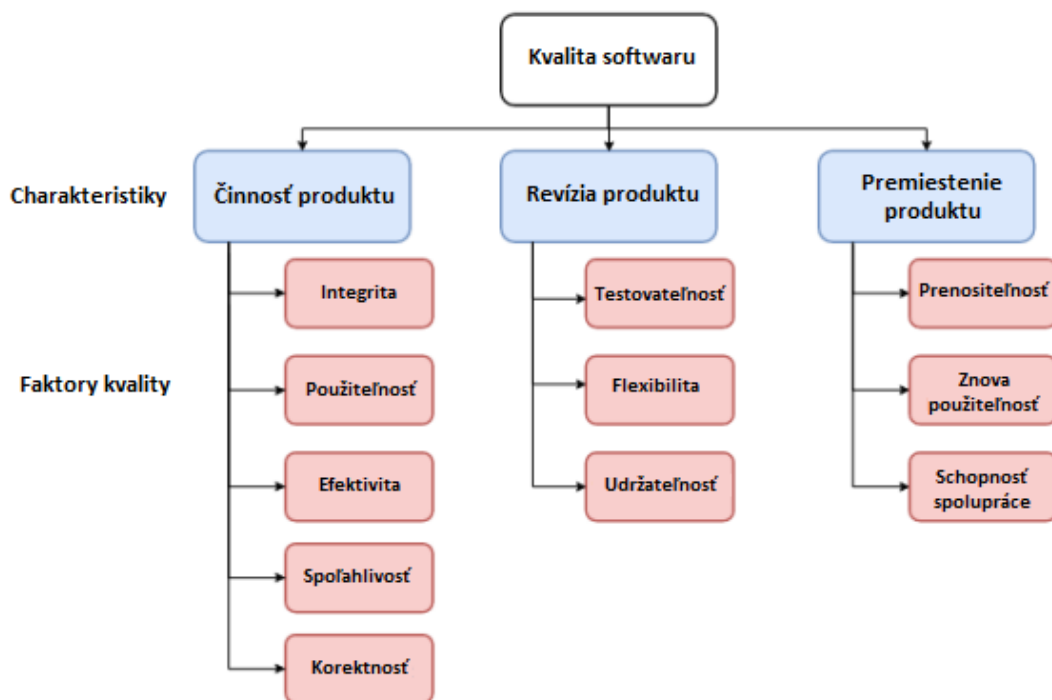 Kvalita softwaru
Charakteristiky
Činnosť produktu
Revízia produktu
Premiestenie
produktu
Faktory kvality
Integrita
Použiteľnosť
Efektivita
Spoľahlivosť
Korektnosť
Testovateľnosť
Flexibilita
Udržateľnosť
Prenositeľnosť
Znova
použiteľnosť
Schopnosť
spolupráce